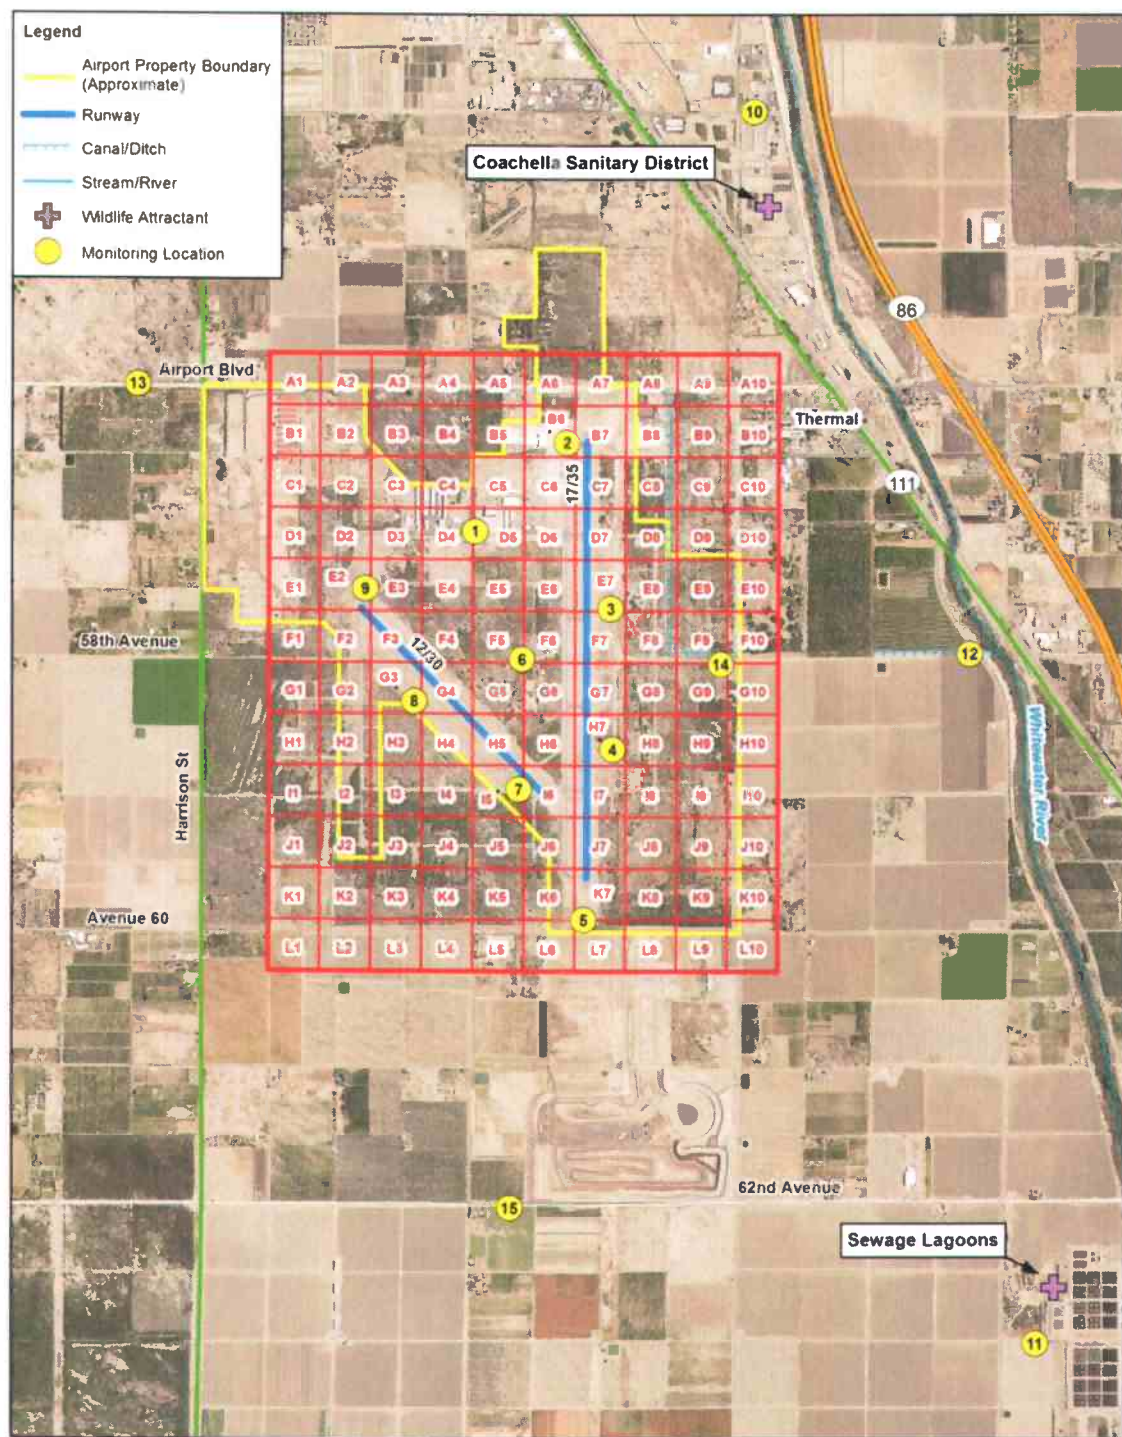 Legend
Airport Property Boundary
(Approximate)
Runway
Canal/Ditch
Stream/River
Wildlife Attractant
Monitoring Location
10
Coachella Sanitary District
86
13
Airport Blvd
A1 A2 A3 A4 A5 A6 A7 A8 A9 A10
Thermal
B6
B1 B2 B3 B4 B5 2 B7 B8 B9 B10
17/35
111
C1 C2 C3 C4 C5 C6 C7 C8 C9 C10
1
D1 D2 D3 D4 D5 D6 D7 D8 D9 D10
E1 E2 9 E3 E4 E5 E6 E7 E8 E9 E10
3
58th Avenue
F1 F2 F3 F4 F5 F6 F7 F8 F9 F10
12/30
6
14
12
G1 G2 G3 G4 G5 G6 G7 G8 G9 G10
8
Whitewater River
H1 H2 H3 H4 H5 H6 H7 H8 H9 H10
4
Harrison St
I1 I2 I3 I4 I5 7 I6 I7 I8 I9 I10
J1 J2 J3 J4 J5 J6 J7 J8 J9 J10
K1 K2 K3 K4 K5 K6 K7 K8 K9 K10
Avenue 60
5
L1 L2 L3 L4 L5 L6 L7 L8 L9 L10
62nd Avenue
15
Sewage Lagoons
11